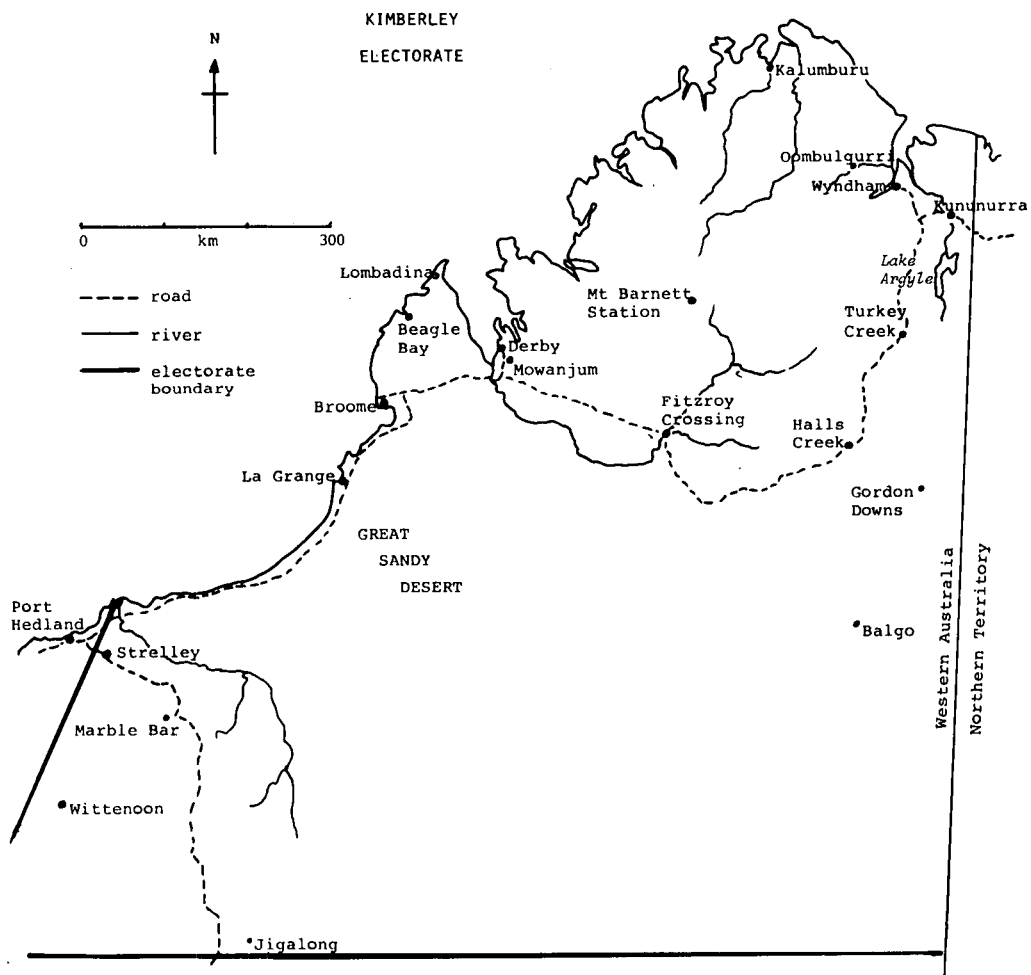 KIMBERLEY
ELECTORATE
N
Kalumburu
Oombulqurri
Wyndham
Kununurra
0 km 300
Lombadina
Lake
Argyle
road
Mt Barnett
Station
river
Beagle
Bay
Turkey
Creek
electorate
boundary
Derby
Mowanjum
Broome
Fitzroy
Crossing
Halls
Creek
La Grange
Gordon
Downs
GREAT
SANDY
DESERT
Port
Hedland
Strelley
Balgo
Western Australia
Northern Territory
Marble Bar
Wittenoon
Jigalong